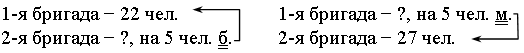 1-я бригада − 22 чел.
2-я бригада − ?, на 5 чел. б.
1-я бригада − ?, на 5 чел. м.
2-я бригада − 27 чел.